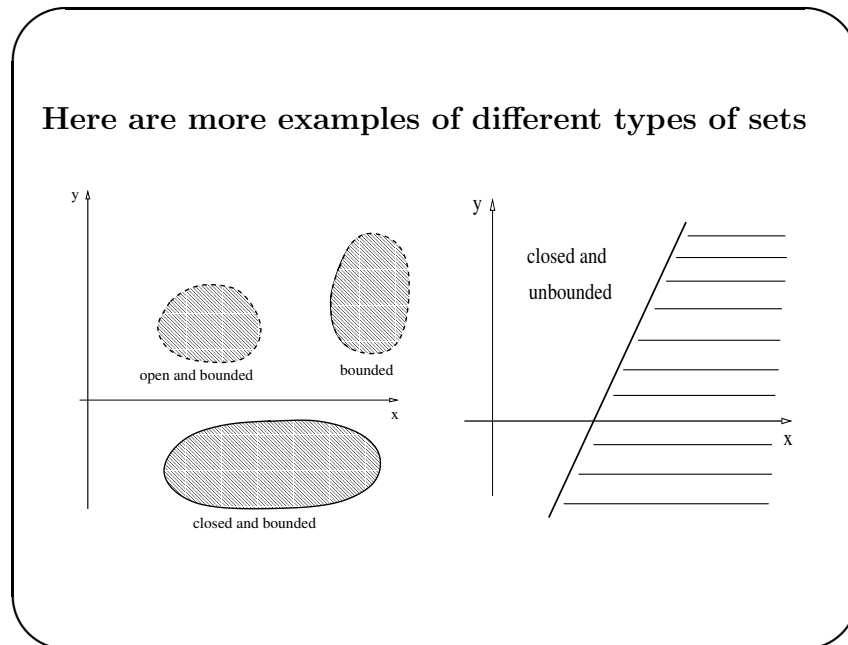 Here are more examples of different types of sets
y
open and bounded
bounded
x
closed and bounded
y
closed and
unbounded
x